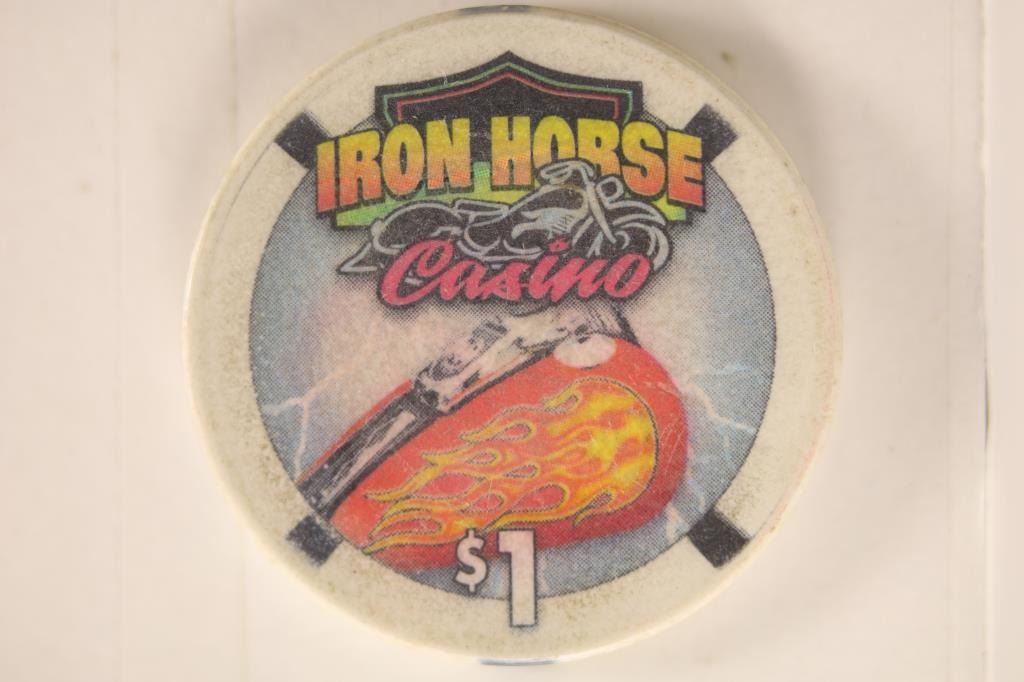 IRON HORSE
Casino
$1